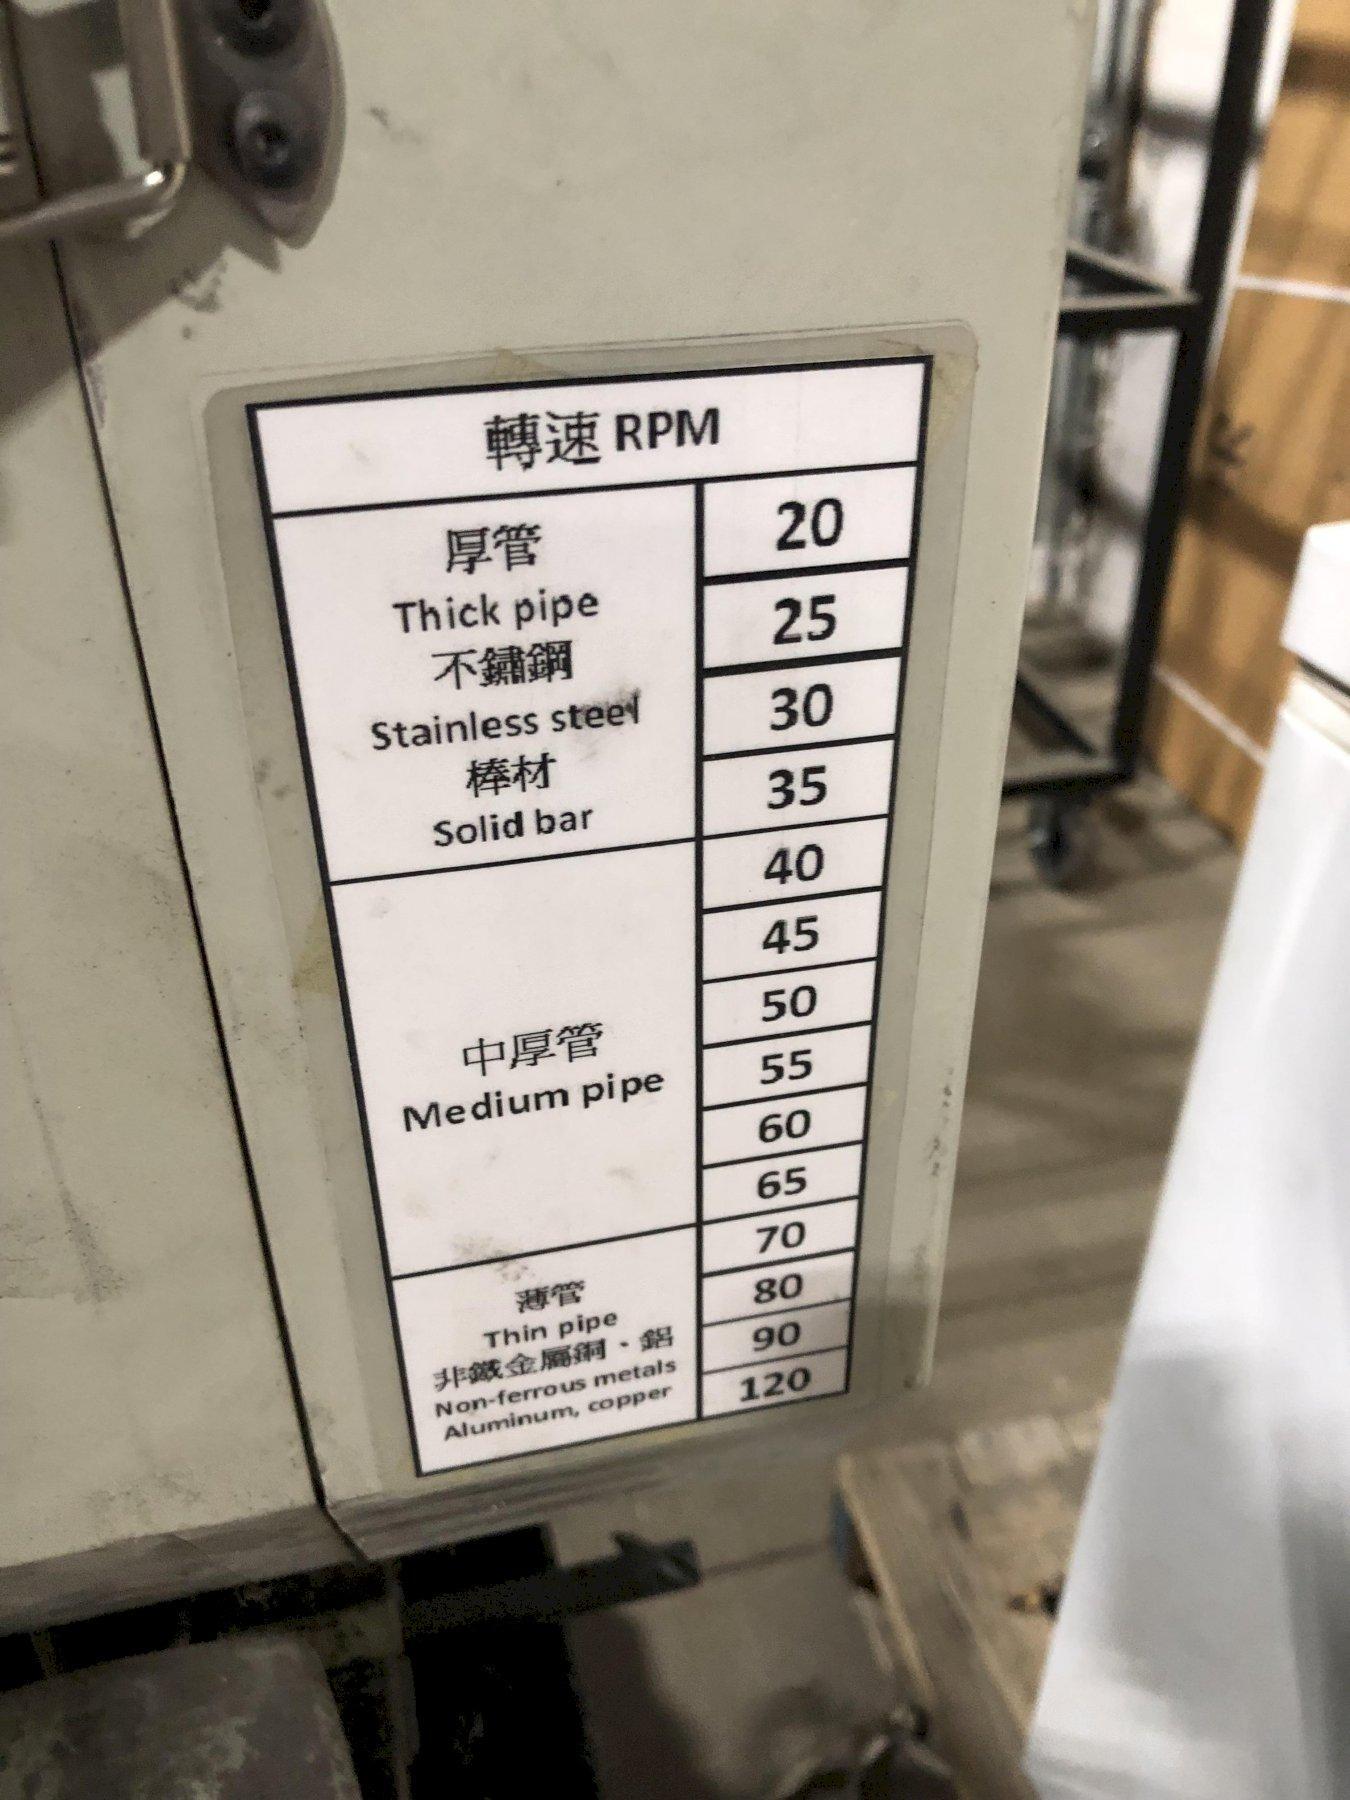 轉速 RPM
厚管
Thick pipe
不鏽鋼
Stainless steel
棒材
Solid bar
20
25
30
35
中厚管
Medium pipe
40
45
50
55
60
65
薄管
Thin pipe
非鐵金屬銅、鋁
Non-ferrous metals
Aluminum, copper
70
80
90
120